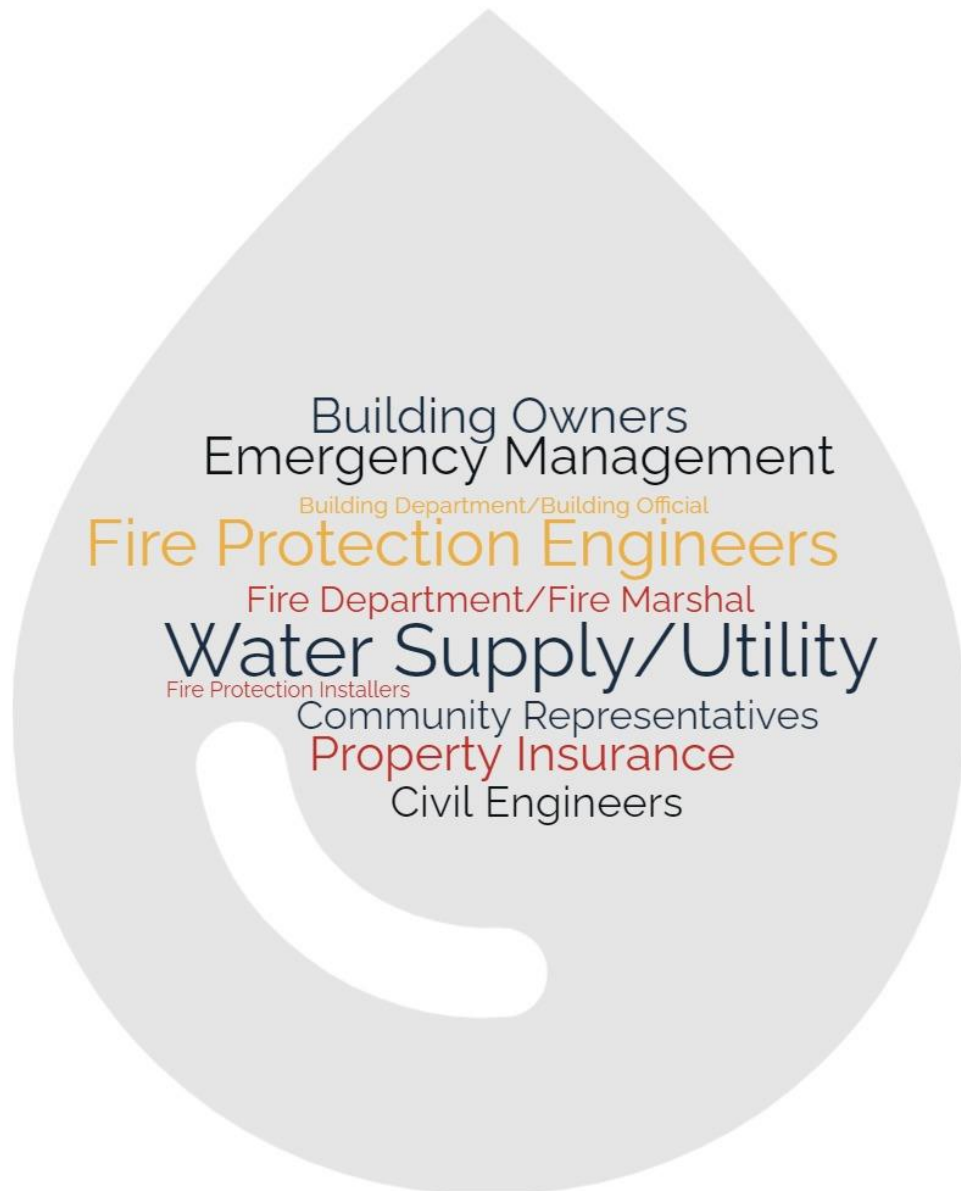 Building Owners
Emergency Management
Building Department/Building Official
Fire Protection Engineers
Fire Department/Fire Marshal
Water Supply/Utility
Fire Protection Installers
Community Representatives
Property Insurance
Civil Engineers